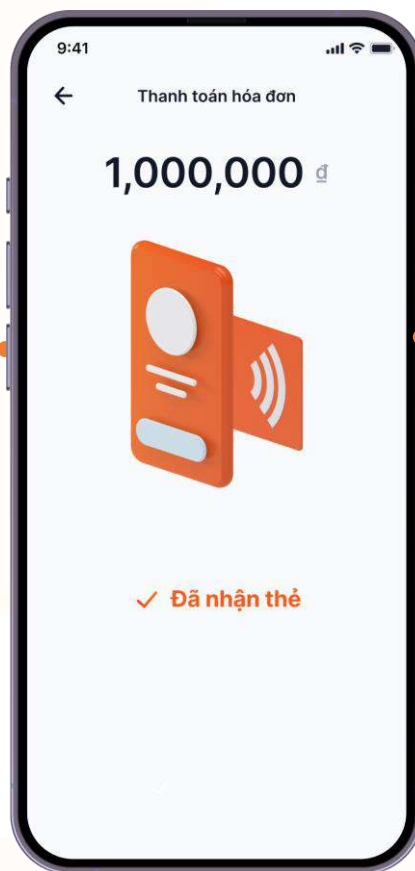 9:41
Thanh toán hóa đơn
1,000,000 đ
Đã nhận thẻ